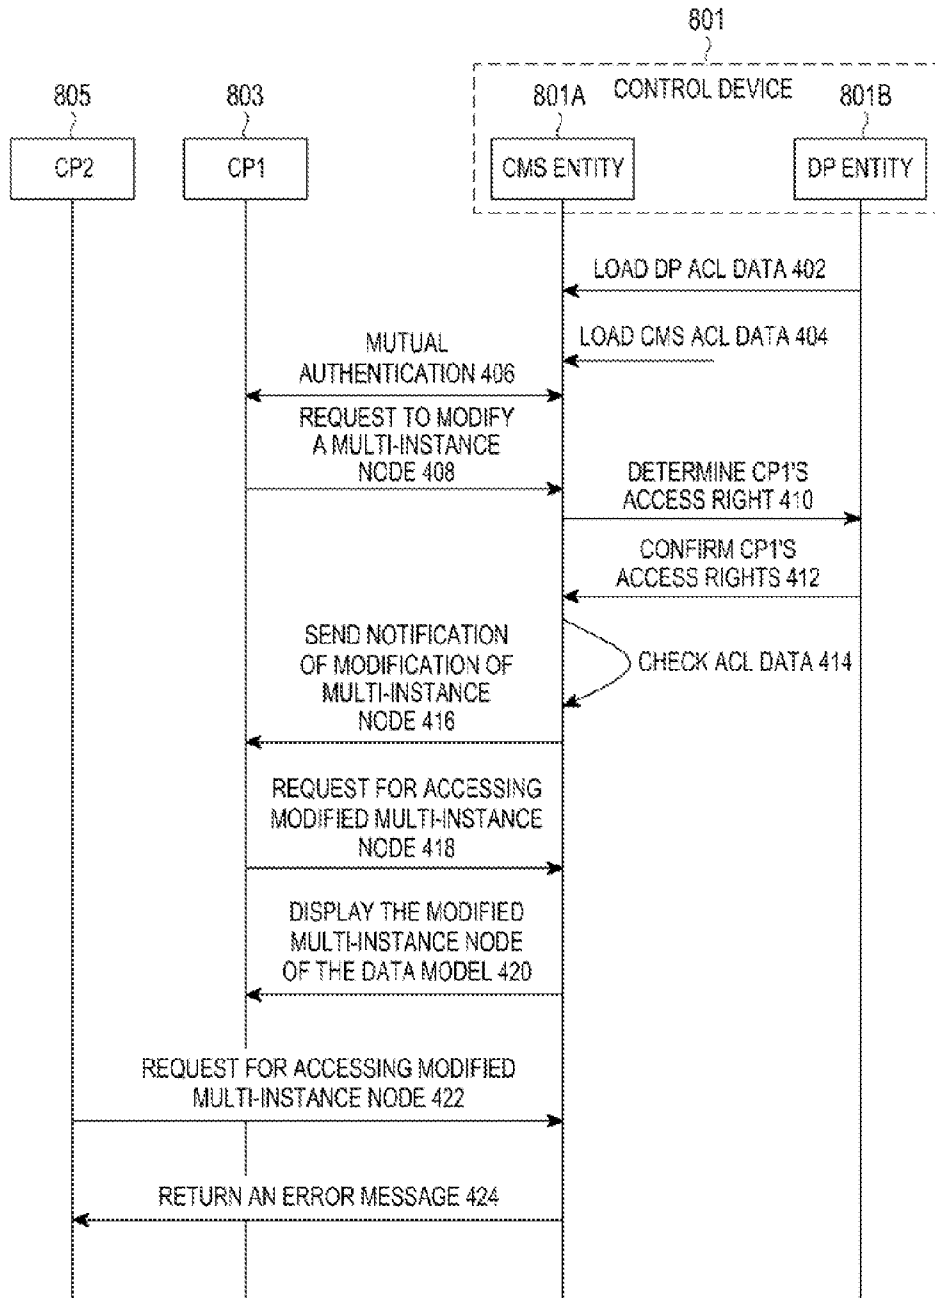 801
CONTROL DEVICE
805
803
801A
801B
CP2
CP1
CMS ENTITY
DP ENTITY
LOAD DP ACL DATA 402
LOAD CMS ACL DATA 404
MUTUAL
AUTHENTICATION 406
REQUEST TO MODIFY
A MULTI-INSTANCE
NODE 408
DETERMINE CP1'S
ACCESS RIGHT 410
CONFIRM CP1'S
ACCESS RIGHTS 412
CHECK ACL DATA 414
SEND NOTIFICATION
OF MODIFICATION OF
MULTI-INSTANCE
NODE 416
REQUEST FOR ACCESSING
MODIFIED MULTI-INSTANCE
NODE 418
DISPLAY THE MODIFIED
MULTI-INSTANCE NODE
OF THE DATA MODEL 420
REQUEST FOR ACCESSING MODIFIED
MULTI-INSTANCE NODE 422
RETURN AN ERROR MESSAGE 424